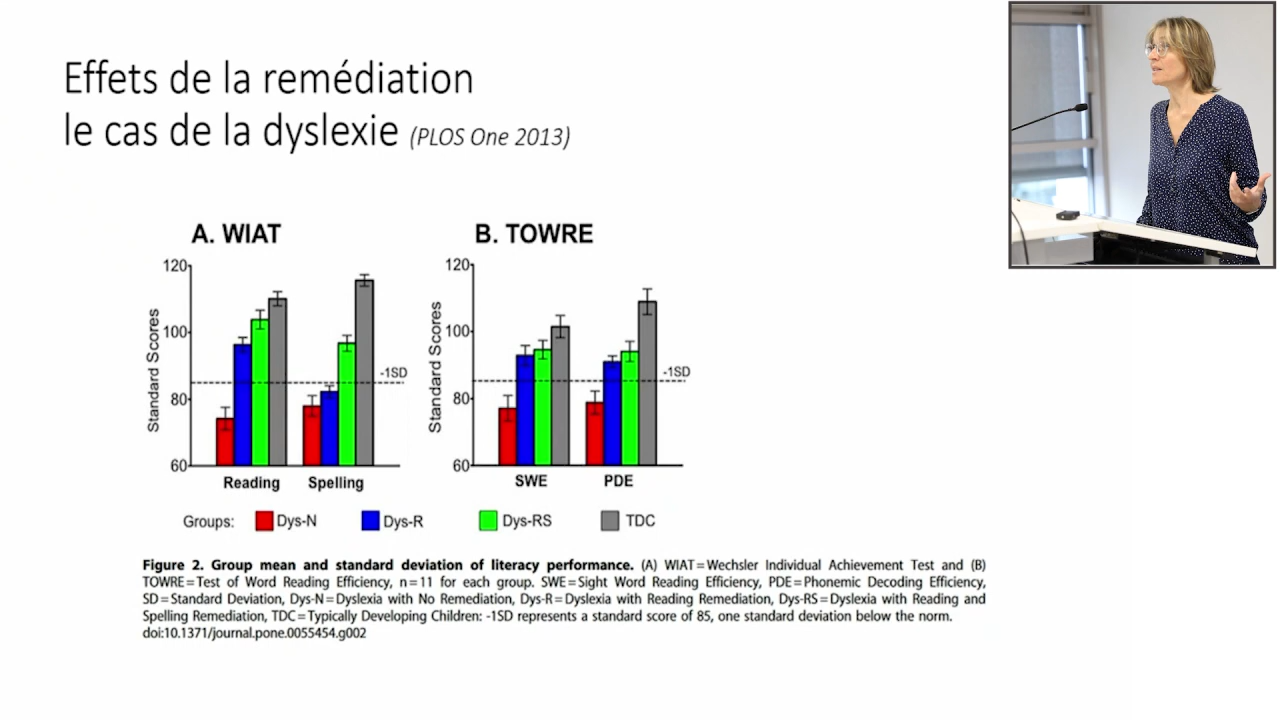 Effets de la remédiation
le cas de la dyslexie (PLOS One 2013)
A. WIAT
B. TOWRE
120
100
80
60
Standard Scores
-1SD
Reading
Spelling
120
100
80
60
Standard Scores
-1SD
SWE
PDE
Groups: Dys-N Dys-R Dys-RS TDC
Figure 2. Group mean and standard deviation of literacy performance. (A) WIAT=Wechsler Individual Achievement Test and (B)
TOWRE=Test of Word Reading Efficiency, n=11 for each group. SWE=Sight Word Reading Efficiency, PDE=Phonemic Decoding Efficiency,
SD=Standard Deviation, Dys-N=Dyslexia with No Remediation, Dys-R=Dyslexia with Reading Remediation, Dys-RS=Dyslexia with Reading and
Spelling Remediation, TDC=Typically Developing Children: -1SD represents a standard score of 85, one standard deviation below the norm.
doi:10.1371/journal.pone.0055454.g002